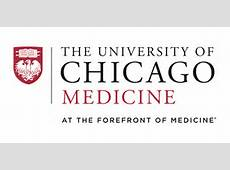 THE UNIVERSITY OF
CHICAGO
MEDICINE
AT THE FOREFRONT OF MEDICINE®